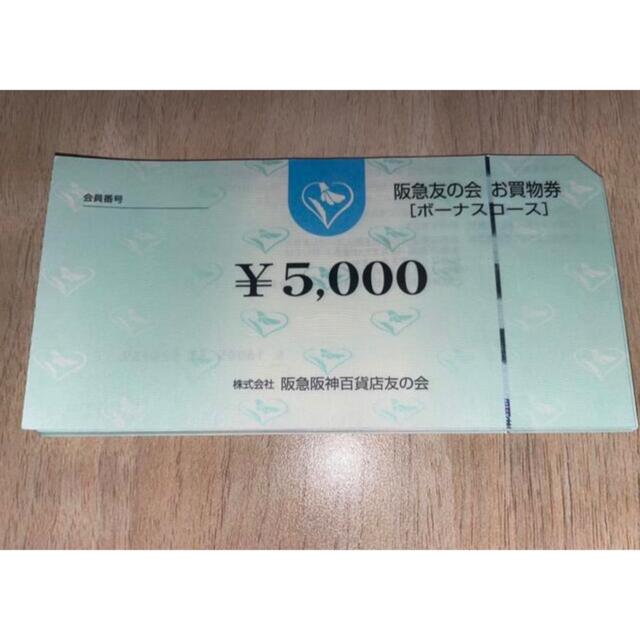 会員番号
阪急友の会 お買物券
[ボーナスコース]
¥5,000
株式会社 阪急阪神百貨店友の会